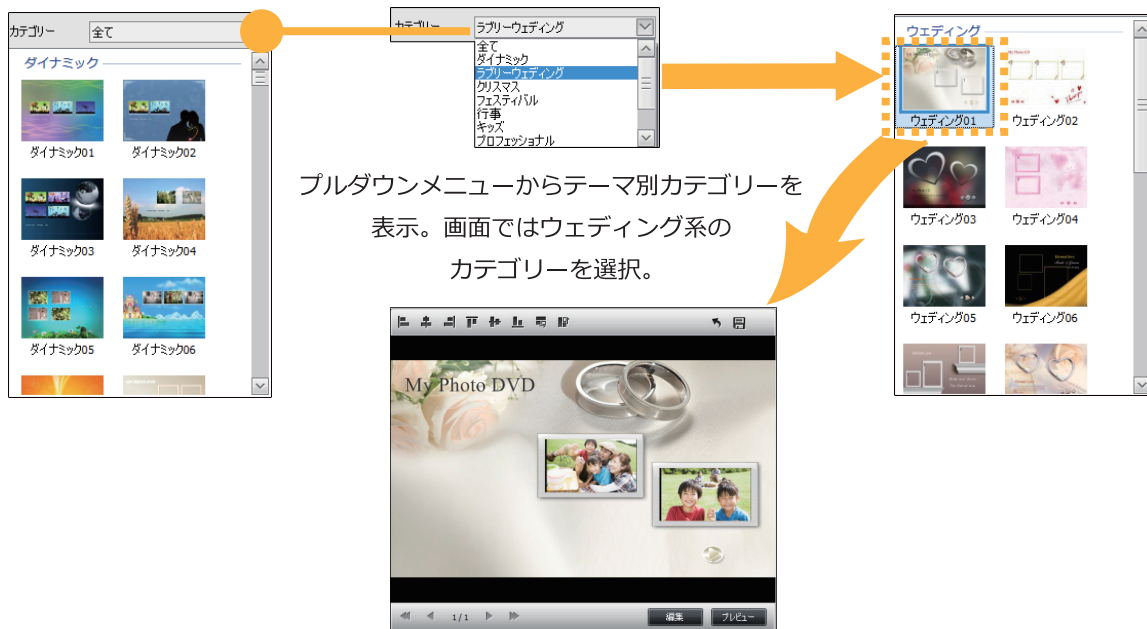 カテゴリー 全て
ダイナミック
ダイナミック01 ダイナミック02
ダイナミック03 ダイナミック04
ダイナミック05 ダイナミック06
カテゴリー ラブリーウェディング
全て
ダイナミック
ラブリーウェディング
クリスマス
フェスティバル
行事
キッズ
プロフェッショナル
プルダウンメニューからテーマ別カテゴリーを
表示。画面ではウェディング系の
カテゴリーを選択。
ウェディング
ウェディング01 ウェディング02
ウェディング03 ウェディング04
ウェディング05 ウェディング06
My Photo DVD
1/1 編集 プレビュー